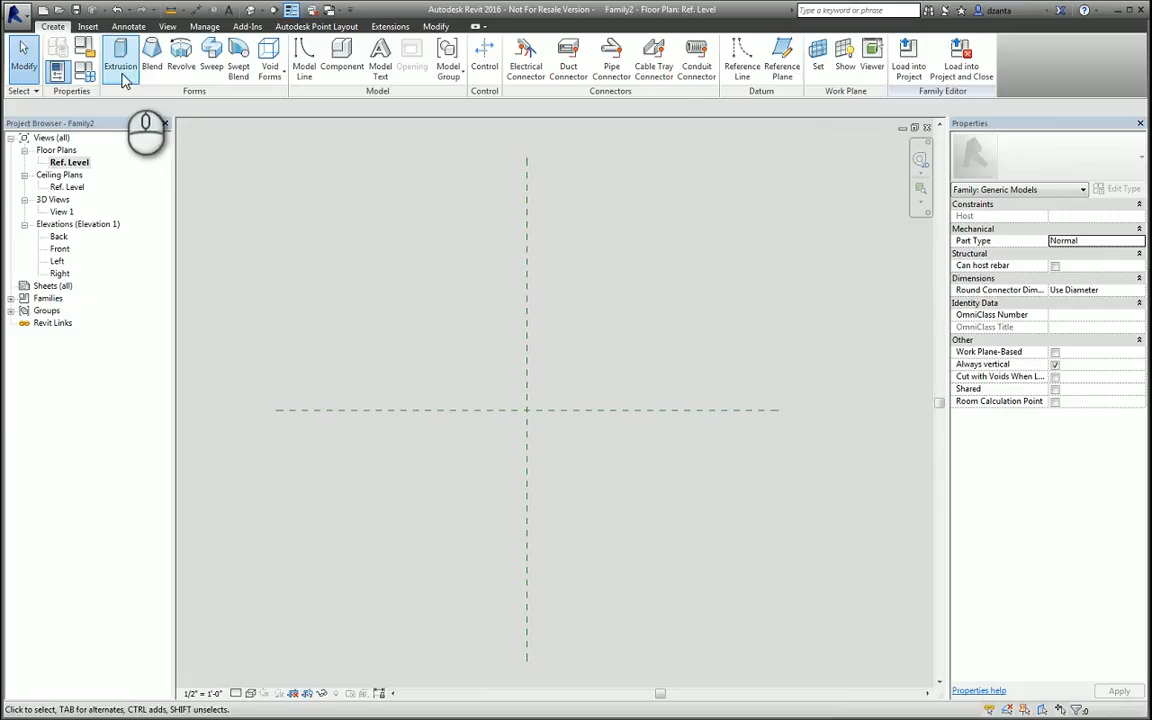 Autodesk Revit 2016 - Not For Resale Version - Family2 - Floor Plan: Ref. Level
Type a keyword or phrase
dzanta
Create Insert Annotate View Manage Add-Ins Autodesk Point Layout Extensions Modify
Modify Extrusion Blend Revolve Sweep Swept Blend Void Forms Model Line Component Model Text Opening Model Group Control Electrical Connector Duct Connector Pipe Connector Cable Tray Connector Conduit Connector Reference Line Reference Plane Set Show Viewer Load into Project Load into Project and Close
Select Properties Forms Model Control Connectors Datum Work Plane Family Editor
Project Browser - Family2
Views (all)
Floor Plans
Ref. Level
Ceiling Plans
Ref. Level
3D Views
View 1
Elevations (Elevation 1)
Back
Front
Left
Right
Sheets (all)
Families
Groups
Revit Links
Properties
Family: Generic Models
Edit Type
Constraints
Host
Mechanical
Part Type Normal
Structural
Can host rebar
Dimensions
Round Connector Dim... Use Diameter
Identity Data
OmniClass Number
OmniClass Title
Other
Work Plane-Based
Always vertical
Cut with Voids When L...
Shared
Room Calculation Point
Properties help
Apply
1/2" = 1'-0"
Click to select, TAB for alternates, CTRL adds, SHIFT unselects.
:0